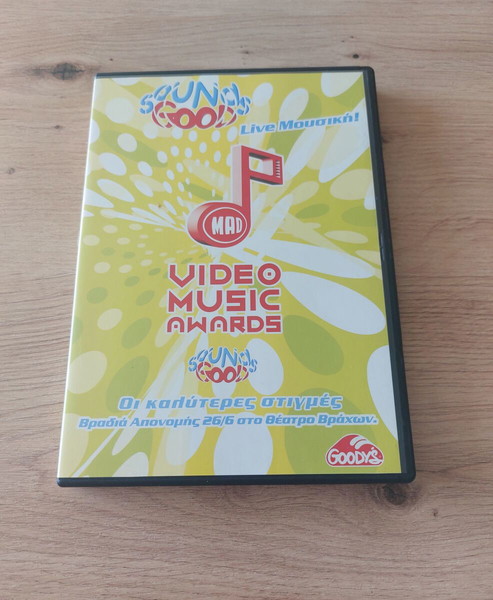 Sounds
GOOD
Live Μουσική!
MAD
VIDEO
MUSIC
AWARDS
Sounds
GOOD
Οι καλύτερες στιγμές
Βραδιά Απονομής 26/6 στο Θέατρο Βράχων.
GOODY'S